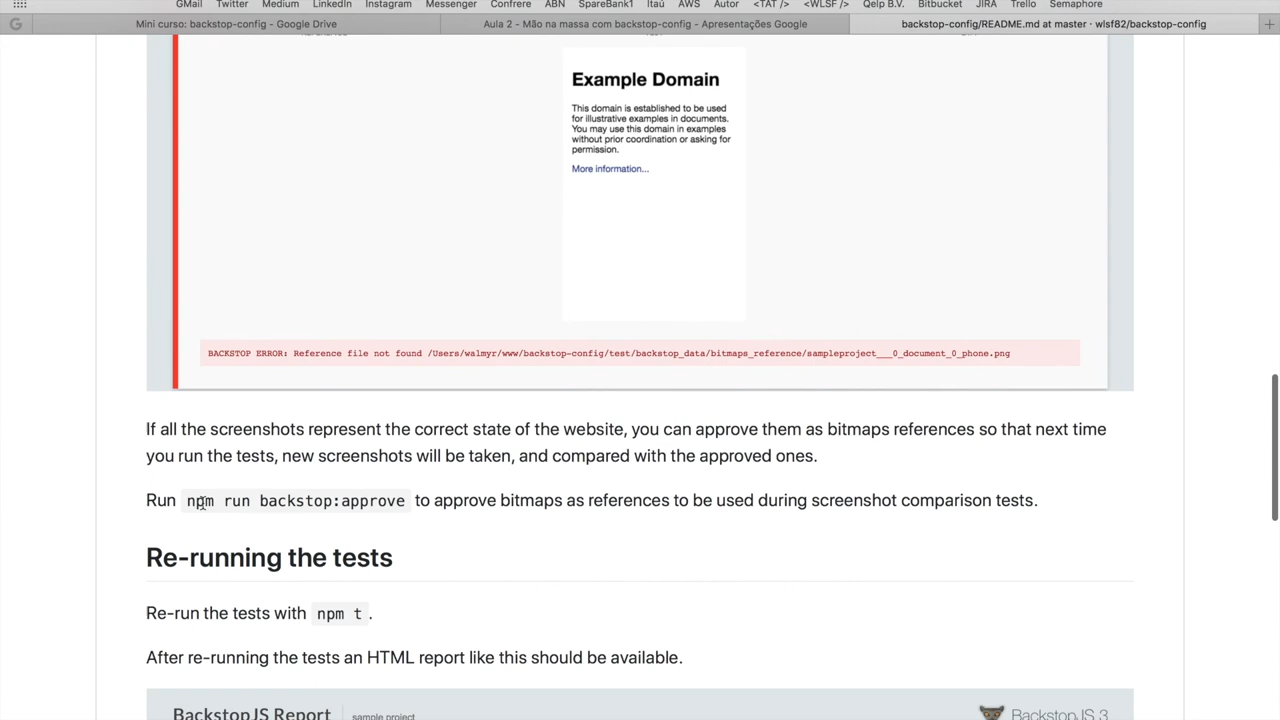 GMail Twitter Medium LinkedIn Instagram Messenger Confrere ABN SpareBank1 Itaú AWS Autor <TAT /> <WLSF /> Qelp B.V. Bitbucket JIRA Trello Semaphore
Mini curso: backstop-config - Google Drive
Aula 2 - Mão na massa com backstop-config - Apresentações Google
backstop-config/README.md at master · wlsf82/backstop-config
Example Domain
This domain is established to be used
for illustrative examples in documents.
You may use this domain in examples
without prior coordination or asking for
permission.
More information...
BACKSTOP ERROR: Reference file not found /Users/walmyr/www/backstop-config/test/backstop_data/bitmaps_reference/sampleproject___0_document_0_phone.png
If all the screenshots represent the correct state of the website, you can approve them as bitmaps references so that next time
you run the tests, new screenshots will be taken, and compared with the approved ones.
Run npm run backstop:approve to approve bitmaps as references to be used during screenshot comparison tests.
Re-running the tests
Re-run the tests with npm t.
After re-running the tests an HTML report like this should be available.
BackstopJS Report sample project BackstopJS 3